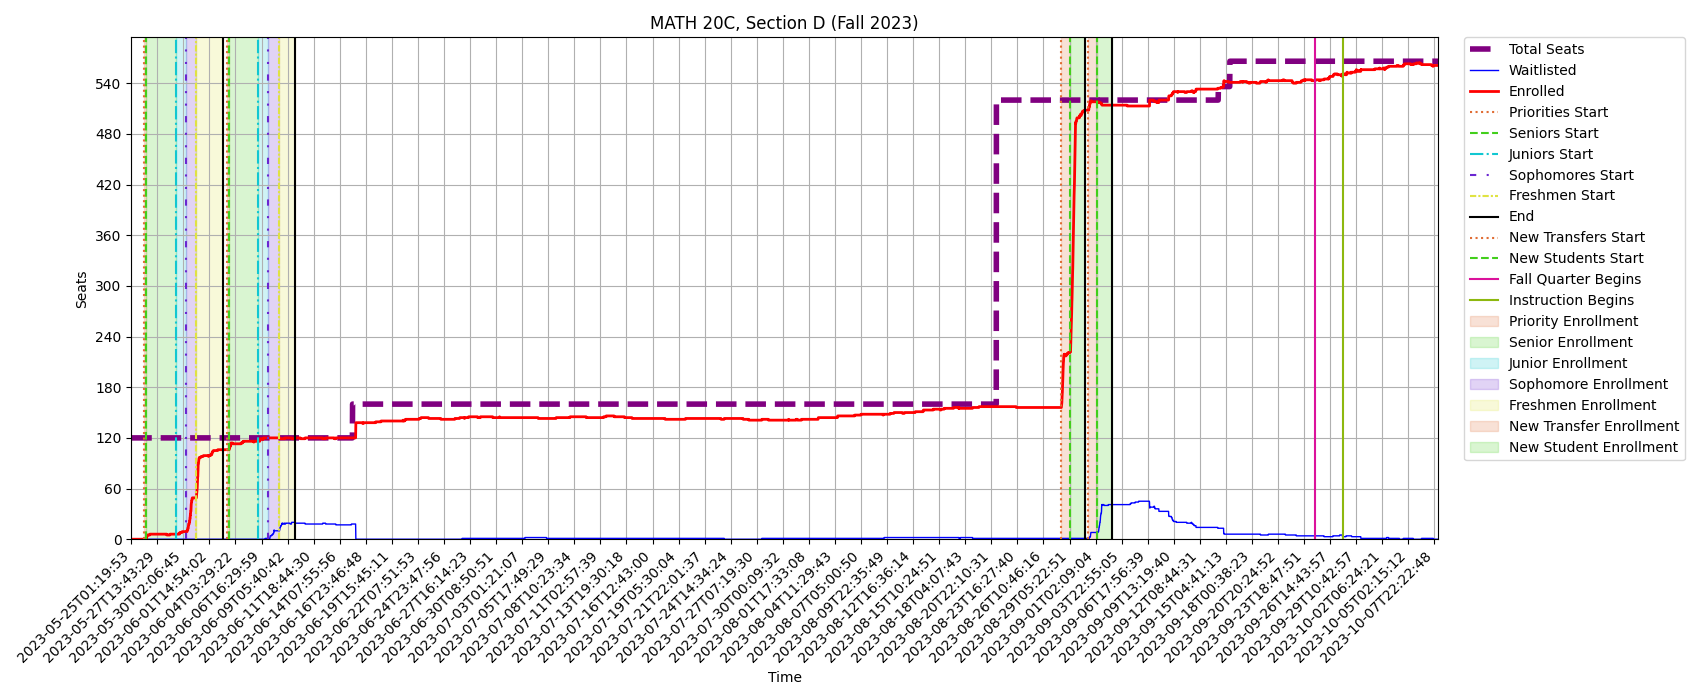 MATH 20C, Section D (Fall 2023)
Seats
540
480
420
360
300
240
180
120
60
0
2023-05-25T01:19:53
2023-05-27T13:43:29
2023-05-30T02:06:45
2023-06-01T14:54:02
2023-06-04T03:29:22
2023-06-06T16:29:59
2023-06-09T05:40:42
2023-06-11T18:44:30
2023-06-14T07:55:56
2023-06-16T23:46:48
2023-06-19T15:45:11
2023-06-22T07:51:53
2023-06-24T23:47:56
2023-06-27T16:14:23
2023-06-30T08:50:51
2023-07-03T01:21:07
2023-07-05T17:49:29
2023-07-08T10:23:34
2023-07-11T02:57:39
2023-07-13T19:30:18
2023-07-16T12:43:00
2023-07-19T05:30:04
2023-07-21T22:01:37
2023-07-24T14:34:24
2023-07-27T07:19:30
2023-07-30T00:09:32
2023-08-01T17:33:08
2023-08-04T11:29:43
2023-08-07T05:00:50
2023-08-09T22:35:49
2023-08-12T16:36:14
2023-08-15T10:24:51
2023-08-18T04:07:43
2023-08-20T22:10:31
2023-08-23T16:27:40
2023-08-26T10:46:16
2023-08-29T05:22:51
2023-09-01T02:09:04
2023-09-03T22:55:05
2023-09-06T17:56:39
2023-09-09T13:19:40
2023-09-12T08:44:31
2023-09-15T04:41:13
2023-09-18T00:38:23
2023-09-20T20:24:52
2023-09-23T18:47:51
2023-09-26T14:43:57
2023-09-29T10:42:57
2023-10-02T06:24:21
2023-10-05T02:15:12
2023-10-07T22:22:48
Time
Total Seats
Waitlisted
Enrolled
Priorities Start
Seniors Start
Juniors Start
Sophomores Start
Freshmen Start
End
New Transfers Start
New Students Start
Fall Quarter Begins
Instruction Begins
Priority Enrollment
Senior Enrollment
Junior Enrollment
Sophomore Enrollment
Freshmen Enrollment
New Transfer Enrollment
New Student Enrollment